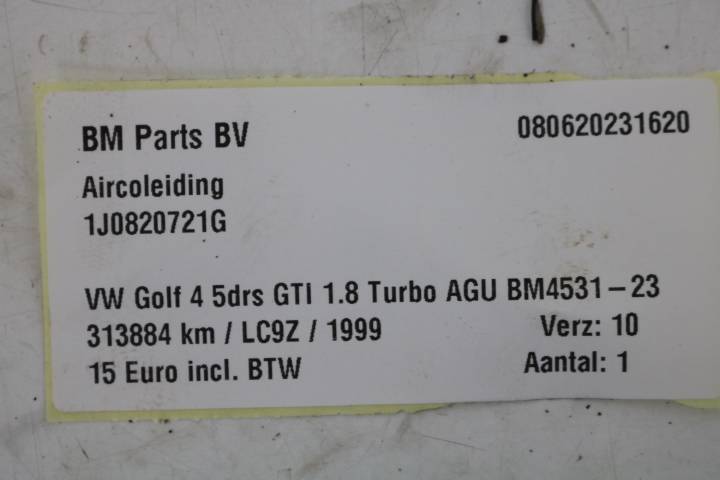 BM Parts BV 080620231620
Aircoleiding
1J0820721G
VW Golf 4 5drs GTI 1.8 Turbo AGU BM4531-23
313884 km / LC9Z / 1999 Verz: 10
15 Euro incl. BTW Aantal: 1